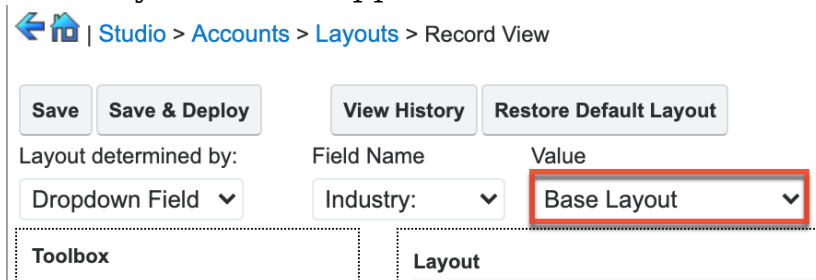 | Studio > Accounts > Layouts > Record View
Save Save & Deploy View History Restore Default Layout
Layout determined by: Field Name Value
Dropdown Field Industry: Base Layout
Toolbox Layout